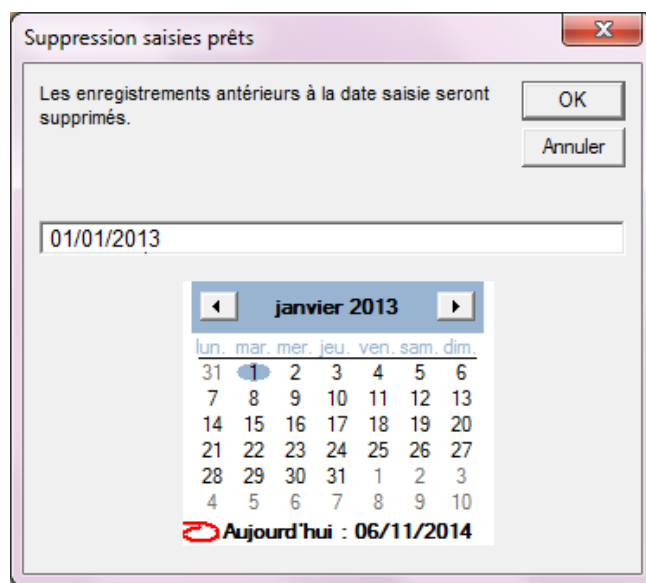 Suppression saisies prêts
Les enregistrements antérieurs à la date saisie seront
supprimés.
OK
Annuler
01/01/2013
janvier 2013
lun. mar. mer. jeu. ven. sam. dim.
31 1 2 3 4 5 6
7 8 9 10 11 12 13
14 15 16 17 18 19 20
21 22 23 24 25 26 27
28 29 30 31 1 2 3
4 5 6 7 8 9 10
Aujourd'hui : 06/11/2014